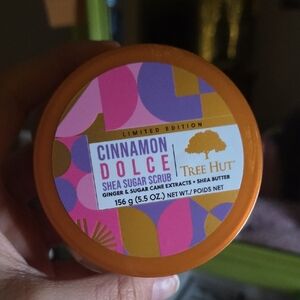 LIMITED EDITION
CINNAMON
DOLCE
SHEA SUGAR SCRUB
TREE HUT
GINGER & SUGAR CANE EXTRACTS • SHEA BUTTER
156 g (5.5 OZ.) NET WT./ POIDS NET